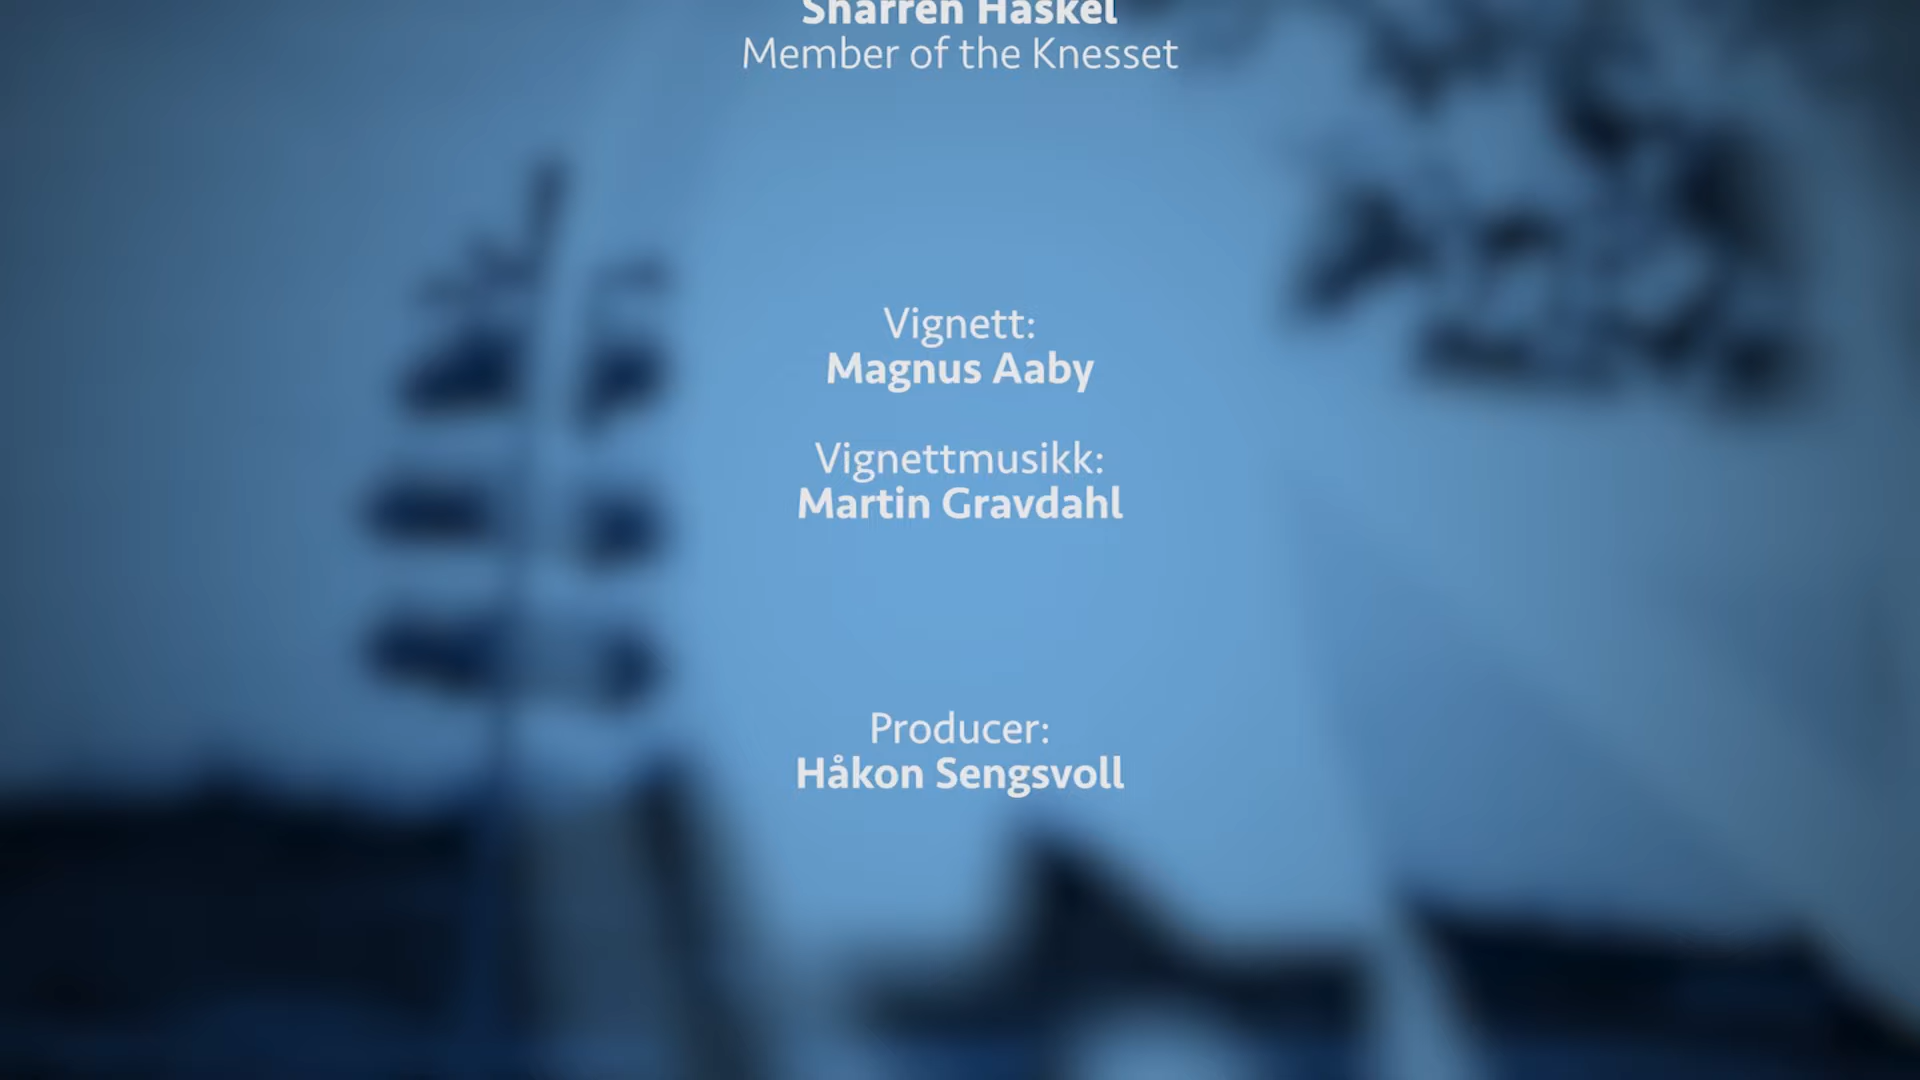 Sharren Haskel
Member of the Knesset
Vignett:
Magnus Aaby
Vignettmusikk:
Martin Gravdahl
Producer:
Håkon Sengsvoll